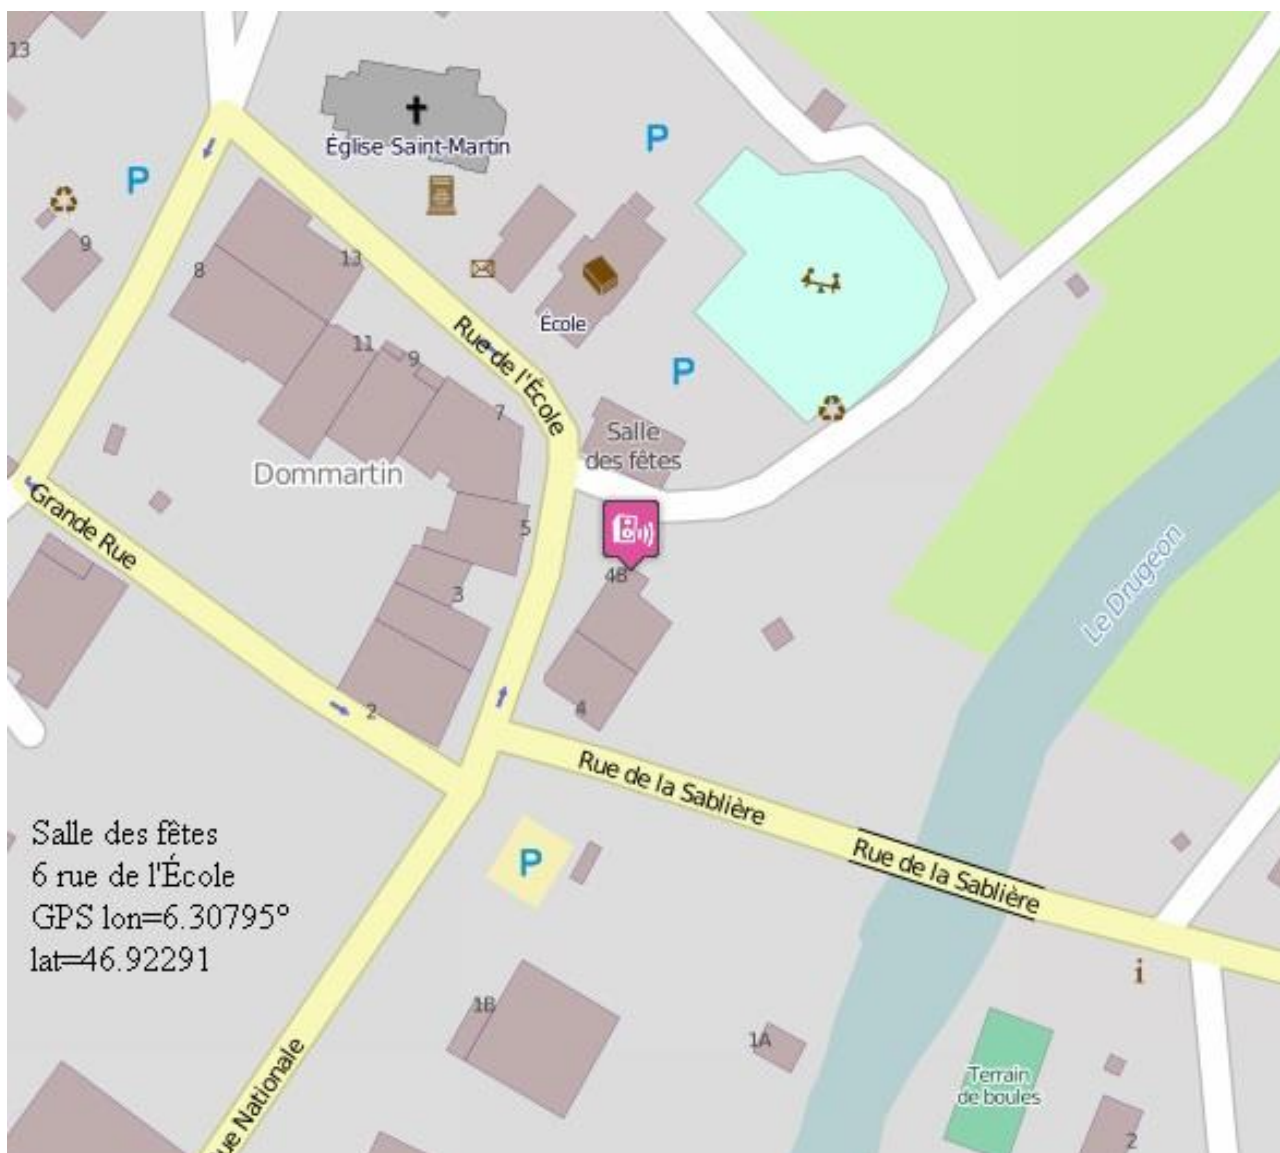 13
Église Saint-Martin
P
P
9
8
13
École
Rue de l'École
11
9
P
7
Salle
des fêtes
Dommartin
Grande Rue
5
4B
3
Le Drugeon
2
4
Rue de la Sablière
Rue de la Sablière
P
Salle des fêtes
6 rue de l'École
GPS lon=6.30795°
lat=46.92291
i
1B
1A
ue Nationale
Terrain
de boules
2